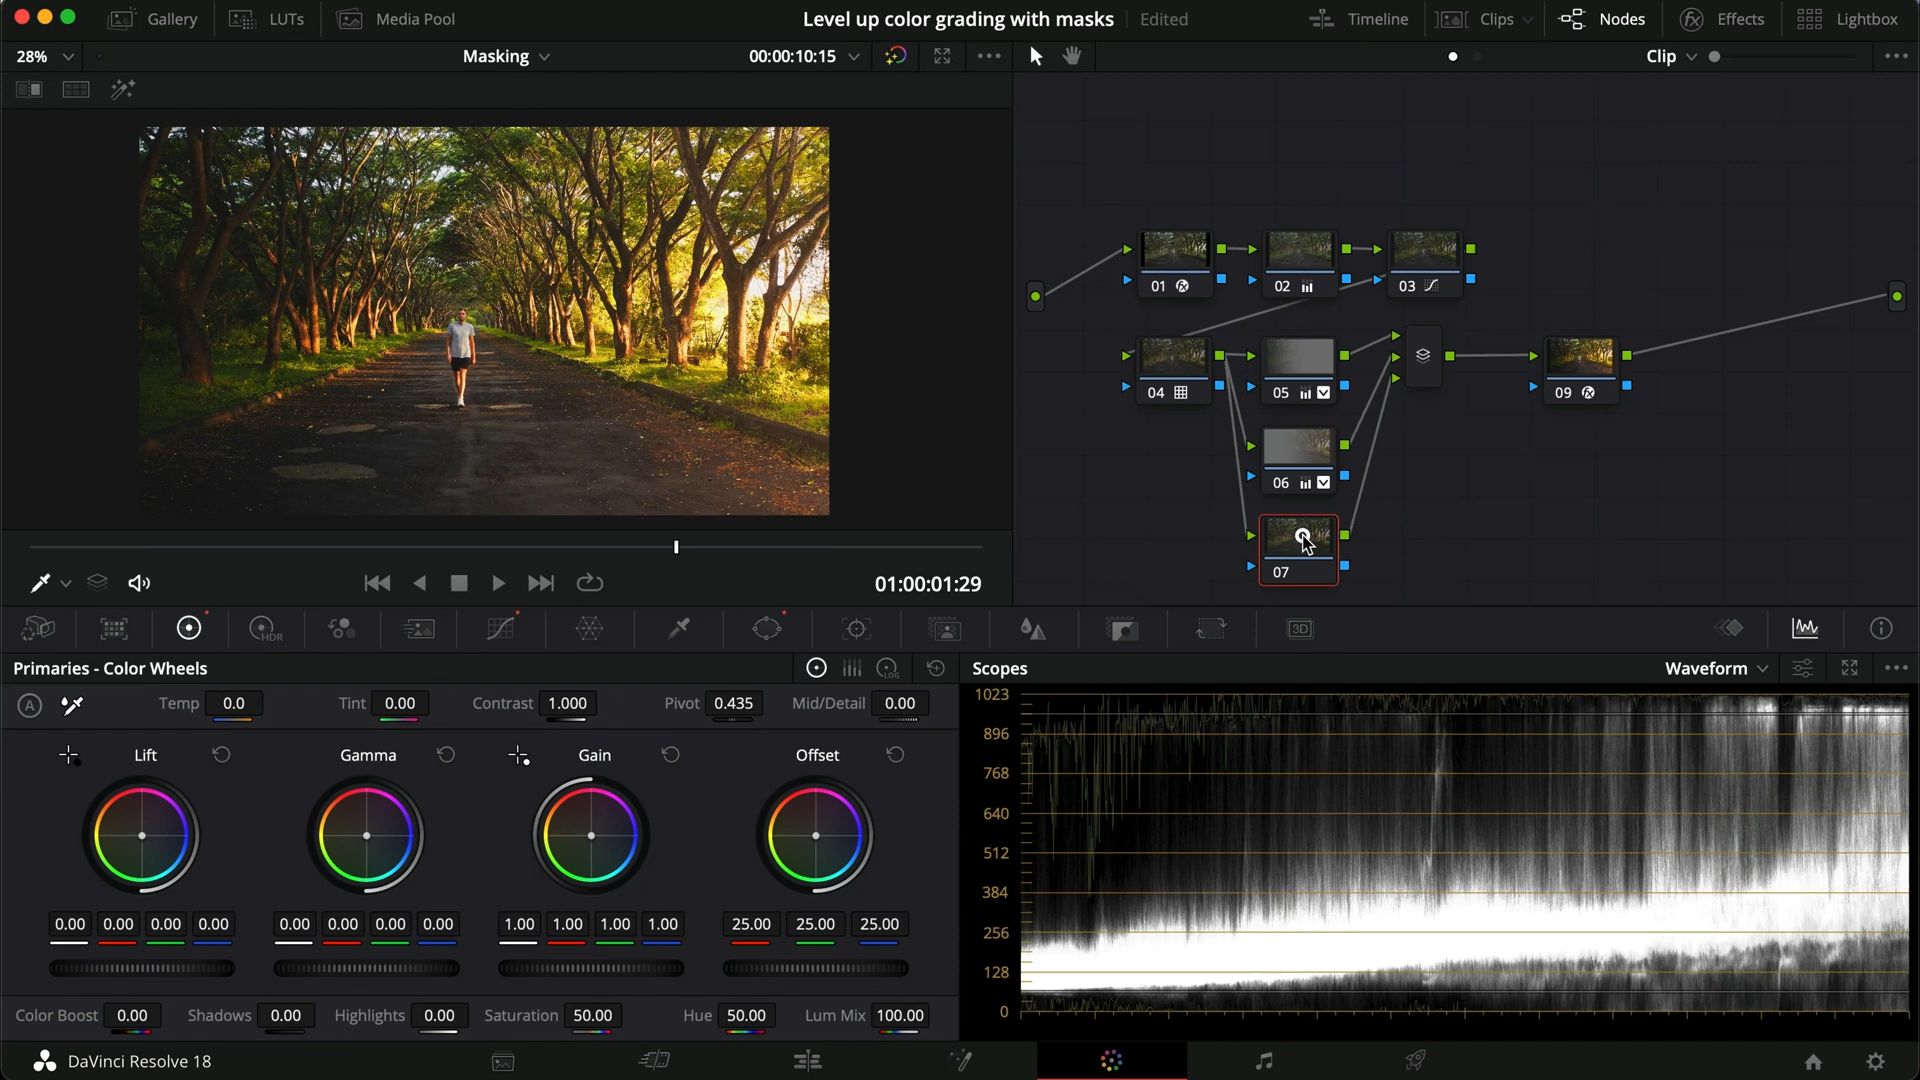 Gallery LUTs Media Pool Level up color grading with masks Edited Timeline Clips Nodes Effects Lightbox
28% Masking 00:00:10:15 Clip
01 02 03
04 05 09
06
07
01:00:01:29
HDR 3D
Primaries - Color Wheels LOG Scopes Waveform
A Temp 0.0 Tint 0.00 Contrast 1.000 Pivot 0.435 Mid/Detail 0.00
Lift Gamma Gain Offset
0.00 0.00 0.00 0.00 0.00 0.00 0.00 0.00 1.00 1.00 1.00 1.00 25.00 25.00 25.00
Color Boost 0.00 Shadows 0.00 Highlights 0.00 Saturation 50.00 Hue 50.00 Lum Mix 100.00
1023
896
768
640
512
384
256
128
0
DaVinci Resolve 18